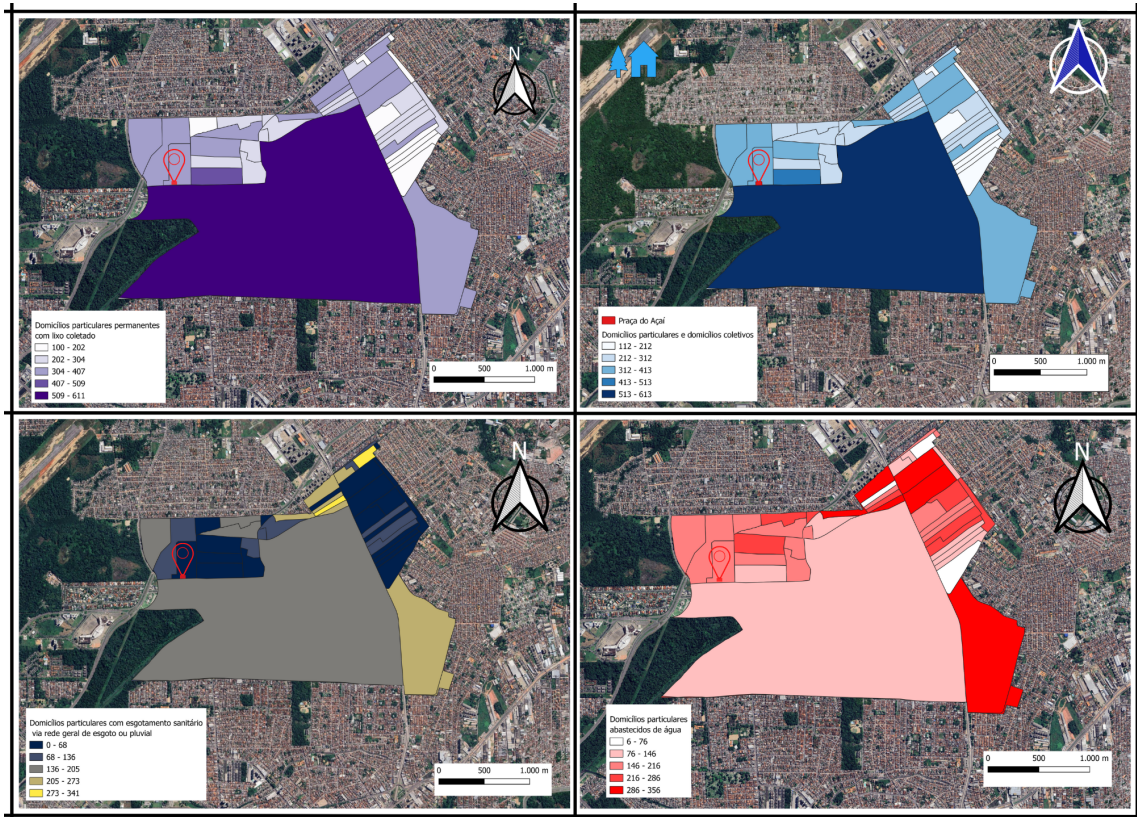 N
Domicílios particulares permanentes
com lixo coletado
100 - 202
202 - 304
304 - 407
407 - 509
509 - 611
0 500 1.000 m
Praça do Açaí
Domicílios particulares e domicílios coletivos
112 - 212
212 - 312
312 - 413
413 - 513
513 - 613
0 500 1.000 m
N
Domicílios particulares com esgotamento sanitário
via rede geral de esgoto ou pluvial
0 - 68
68 - 136
136 - 205
205 - 273
273 - 341
0 500 1.000 m
N
Domicílios particulares
abastecidos de água
6 - 76
76 - 146
146 - 216
216 - 286
286 - 356
0 500 1.000 m